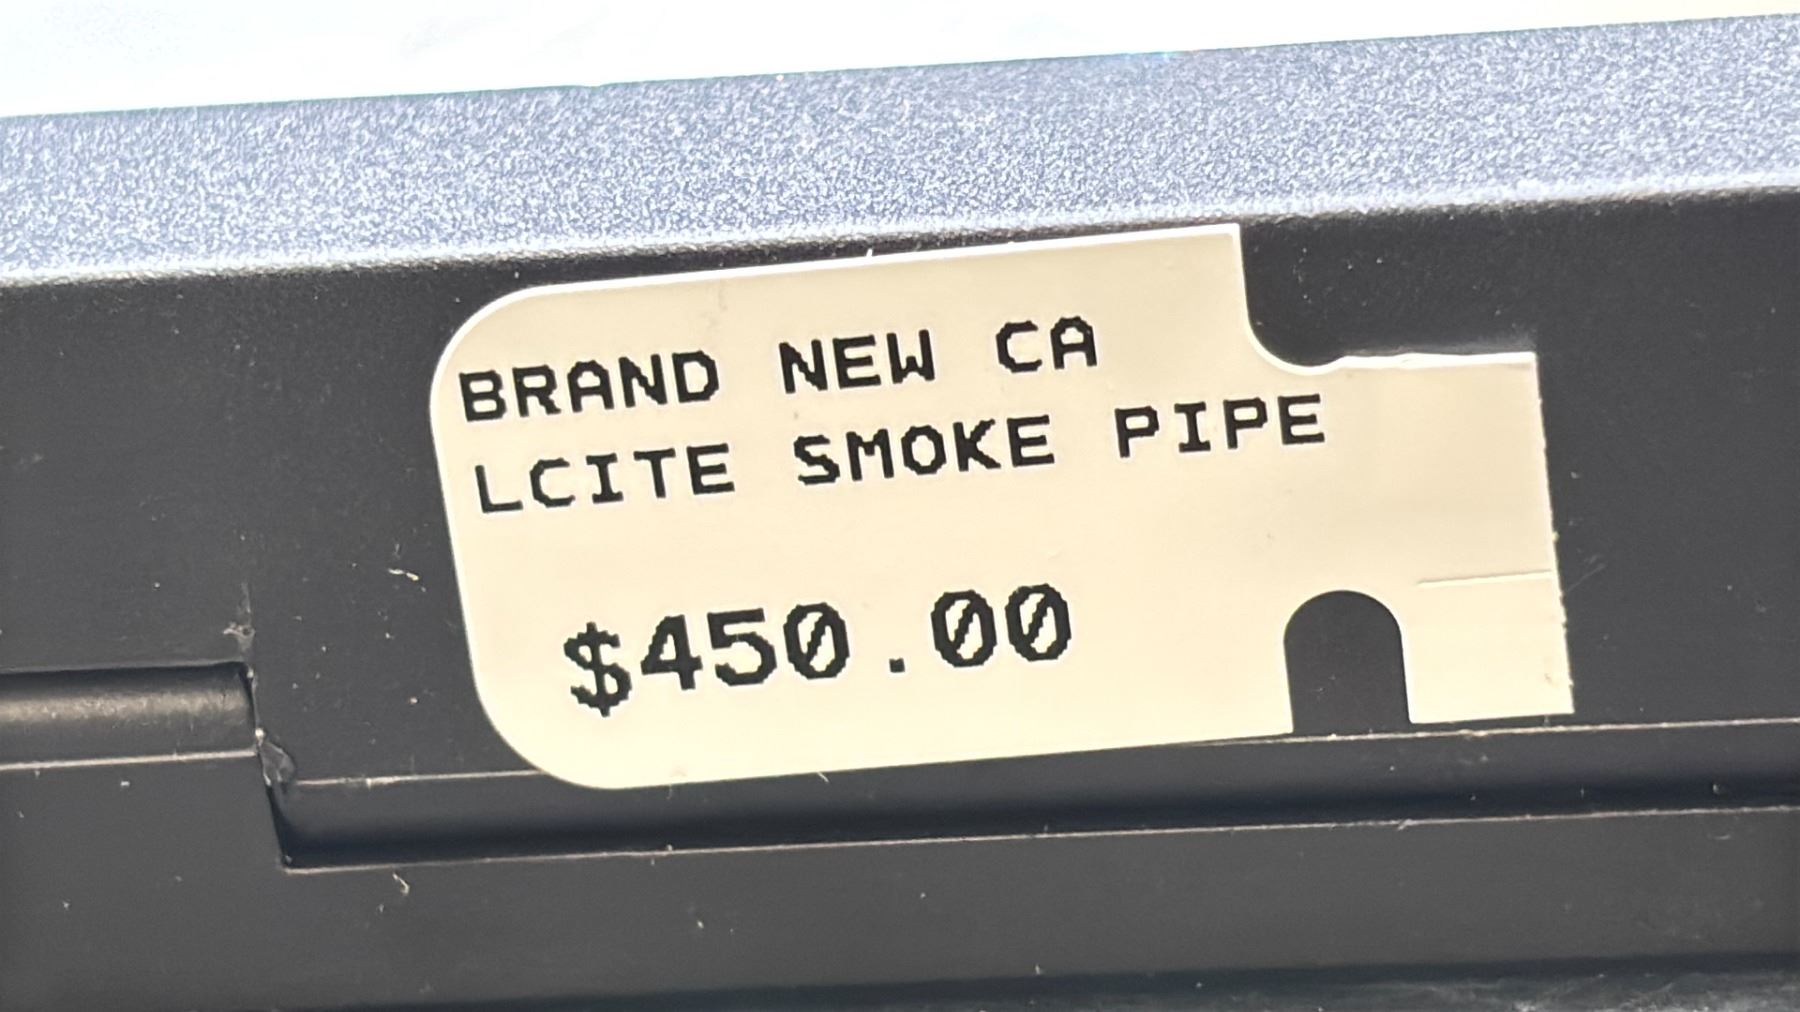 BRAND NEW CA
LCITE SMOKE PIPE
$450.00